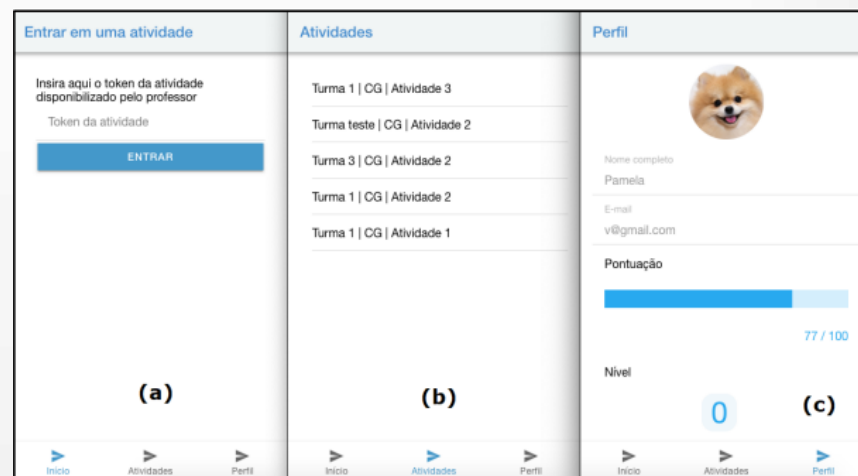 Entrar em uma atividade
Insira aqui o token da atividade
disponibilizado pelo professor
Token da atividade
ENTRAR
(a)
Início
Atividades
Perfil
Atividades
Turma 1 | CG | Atividade 3
Turma teste | CG | Atividade 2
Turma 3 | CG | Atividade 2
Turma 1 | CG | Atividade 2
Turma 1 | CG | Atividade 1
(b)
Início
Atividades
Perfil
Perfil
Nome completo
Pamela
E-mail
v@gmail.com
Pontuação
77 / 100
Nível
0
(c)
Início
Atividades
Perfil